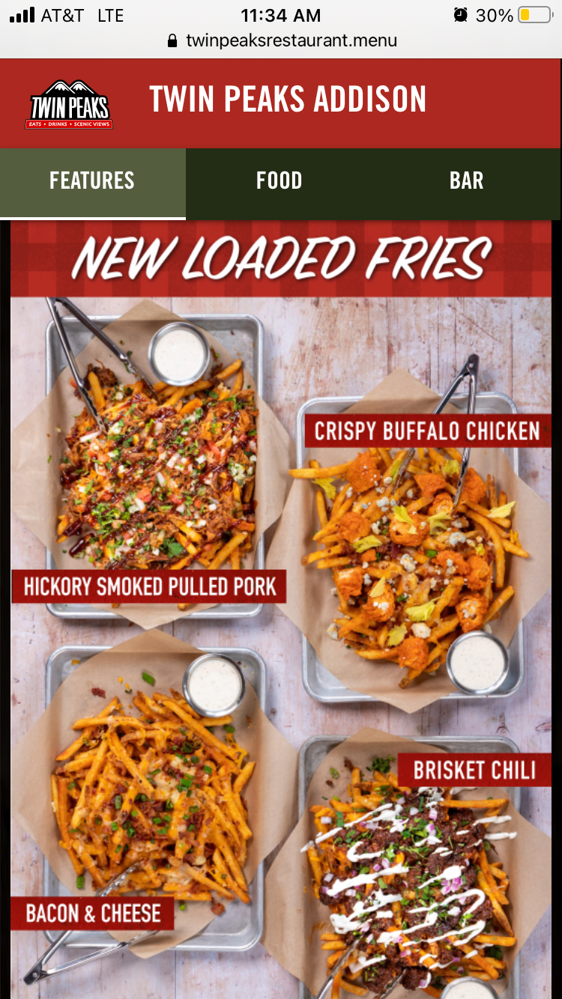 AT&T LTE 11:34 AM 30%
twinpeaksrestaurant.menu
TWIN PEAKS
EATS • DRINKS • SCENIC VIEWS
TWIN PEAKS ADDISON
FEATURES FOOD BAR
NEW LOADED FRIES
CRISPY BUFFALO CHICKEN
HICKORY SMOKED PULLED PORK
BRISKET CHILI
BACON & CHEESE